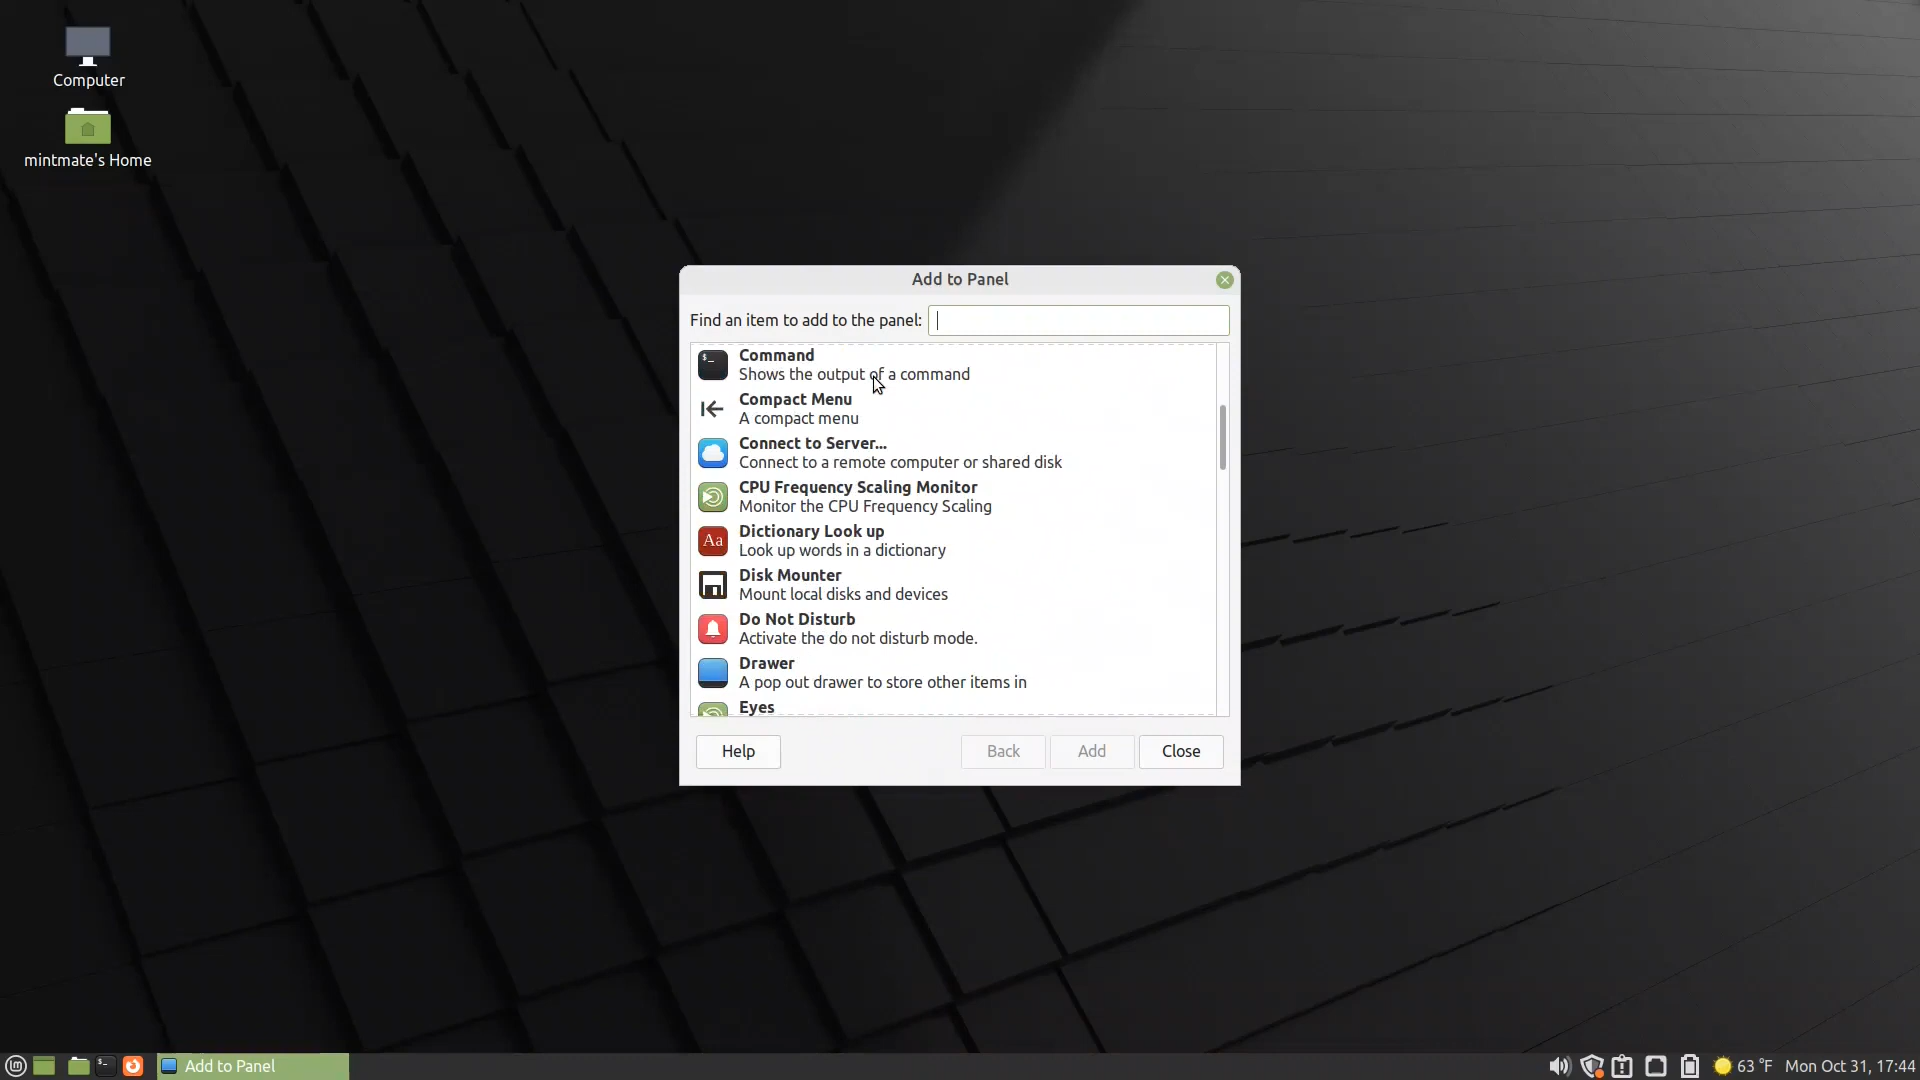 Computer
mintmate's Home
Add to Panel
Find an item to add to the panel:
$_
Command
Shows the output of a command
Compact Menu
A compact menu
Connect to Server...
Connect to a remote computer or shared disk
CPU Frequency Scaling Monitor
Monitor the CPU Frequency Scaling
Aa
Dictionary Look up
Look up words in a dictionary
Disk Mounter
Mount local disks and devices
Do Not Disturb
Activate the do not disturb mode.
Drawer
A pop out drawer to store other items in
Eyes
Help
Back
Add
Close
$_
Add to Panel
63 °F
Mon Oct 31, 17:44